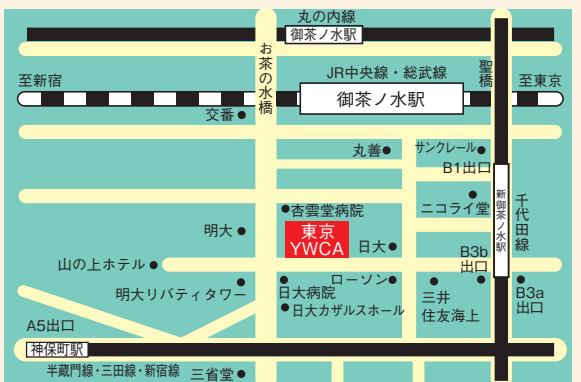 丸の内線
御茶ノ水駅
お茶の水橋
聖橋
至新宿
JR中央線・総武線
至東京
御茶ノ水駅
交番
丸善
サンクレール
B1出口
新御茶ノ水駅
千代田線
杏雲堂病院
ニコライ堂
明大
東京
YWCA
日大
B3b
出口
山の上ホテル
明大リバティタワー
日大病院
ローソン
三井
住友海上
B3a
出口
日大カザルスホール
A5出口
神保町駅
半蔵門線・三田線・新宿線
三省堂